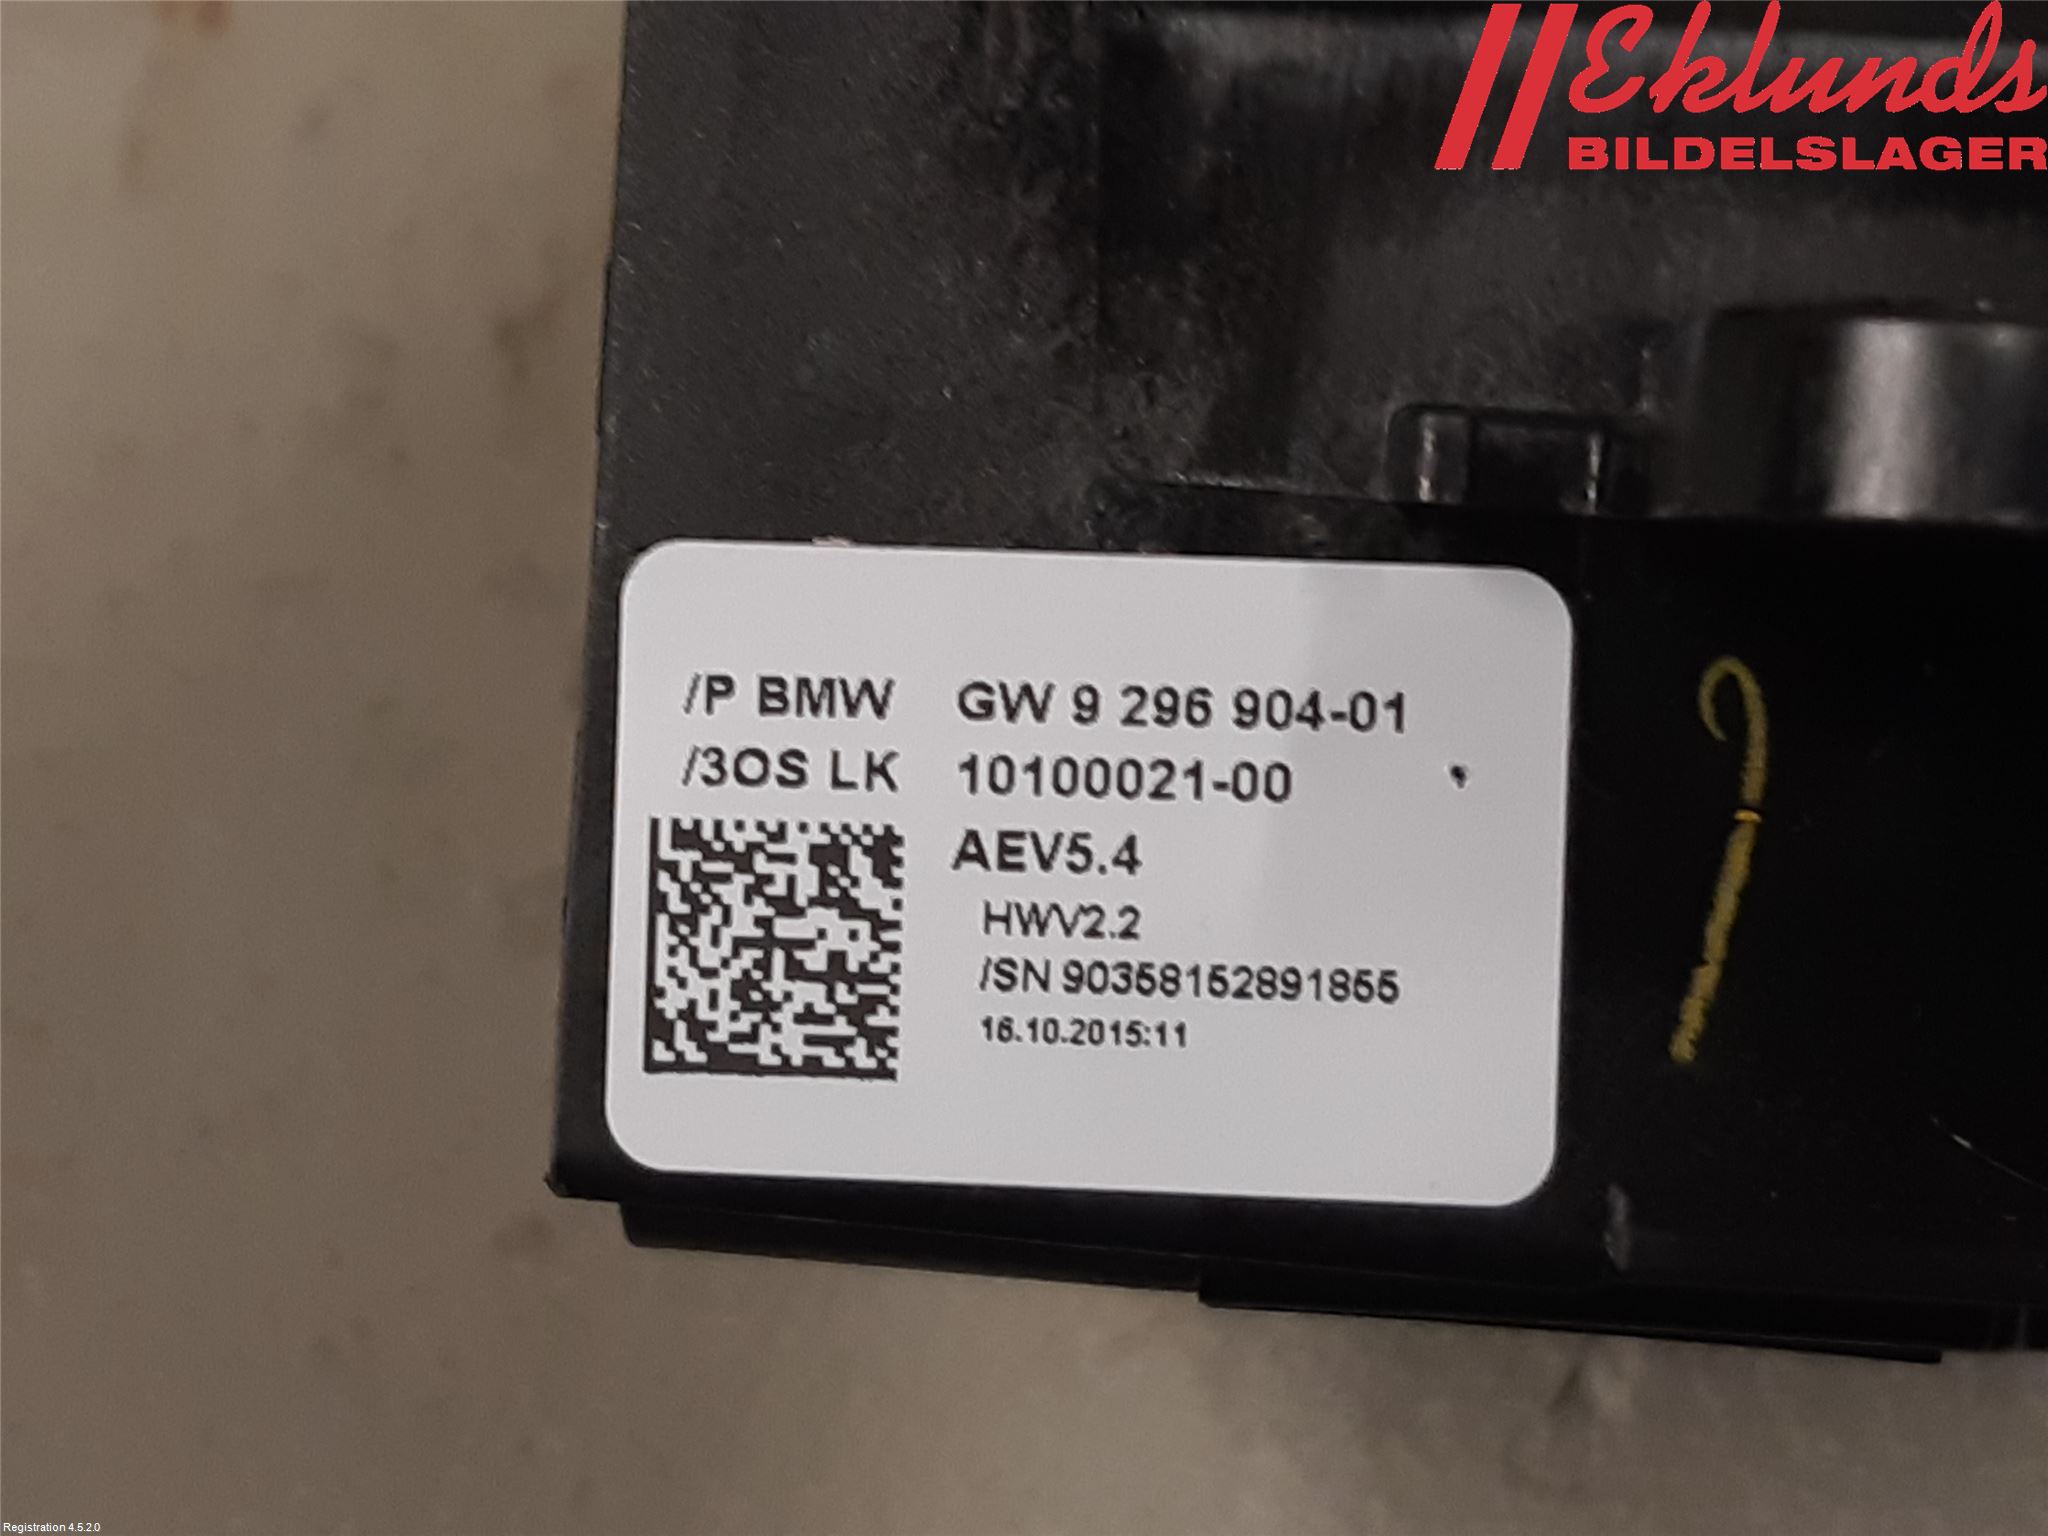 Eklunds
BILDELSLAGER
/P BMW GW 9 296 904-01
/3OS LK 10100021-00
AEV5.4
HWV2.2
/SN 90358152891855
16.10.2015:11
Registration 4.5.2.0